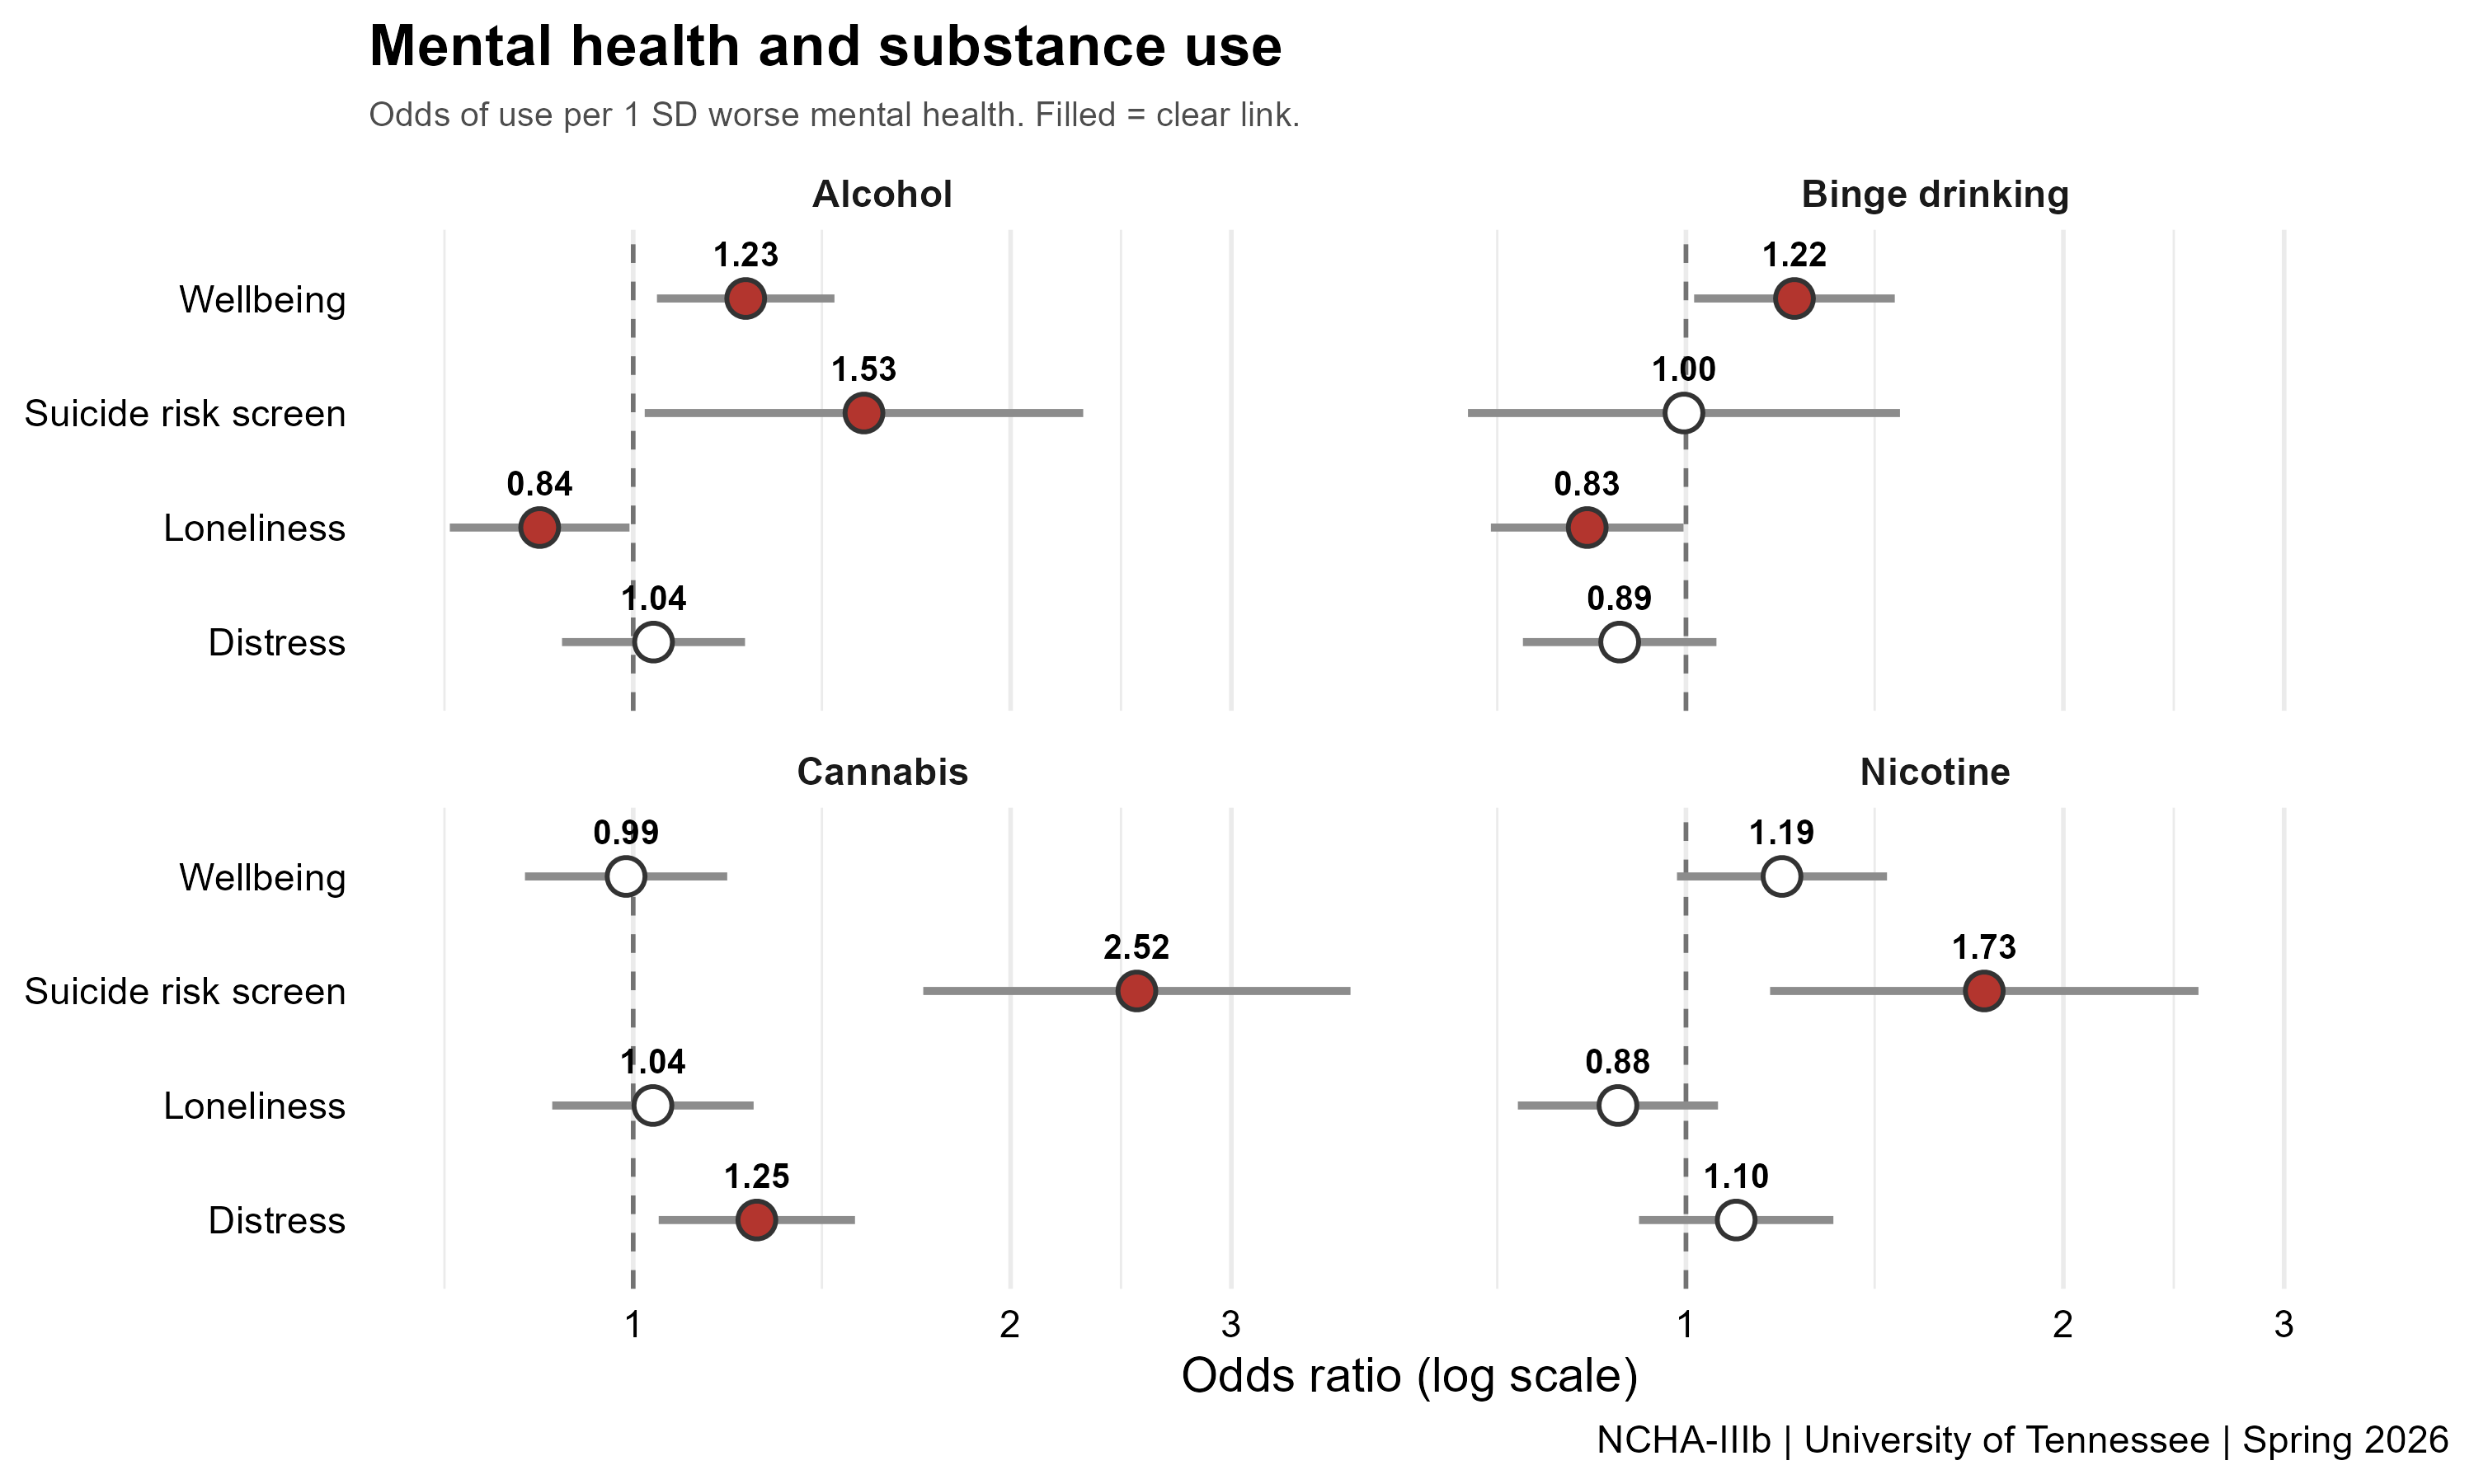 Mental health and substance use
Odds of use per 1 SD worse mental health. Filled = clear link.
Alcohol
Wellbeing
1.23
Suicide risk screen
1.53
Loneliness
0.84
Distress
1.04
Binge drinking
1.22
1.00
0.83
0.89
Cannabis
Wellbeing
0.99
Suicide risk screen
2.52
Loneliness
1.04
Distress
1.25
1 2 3
Nicotine
1.19
1.73
0.88
1.10
1 2 3
Odds ratio (log scale)
NCHA-IIIb | University of Tennessee | Spring 2026